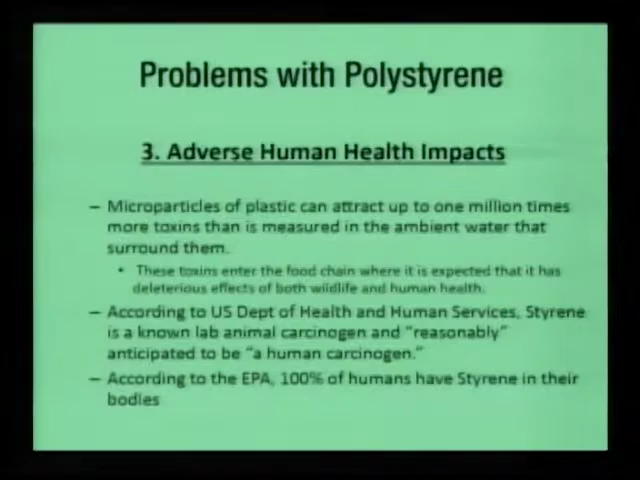 Problems with Polystyrene
3. Adverse Human Health Impacts
– Microparticles of plastic can attract up to one million times
more toxins than is measured in the ambient water that
surround them.
• These toxins enter the food chain where it is expected that it has
deleterious effects of both wildlife and human health.
– According to US Dept of Health and Human Services, Styrene
is a known lab animal carcinogen and “reasonably”
anticipated to be “a human carcinogen.”
– According to the EPA, 100% of humans have Styrene in their
bodies